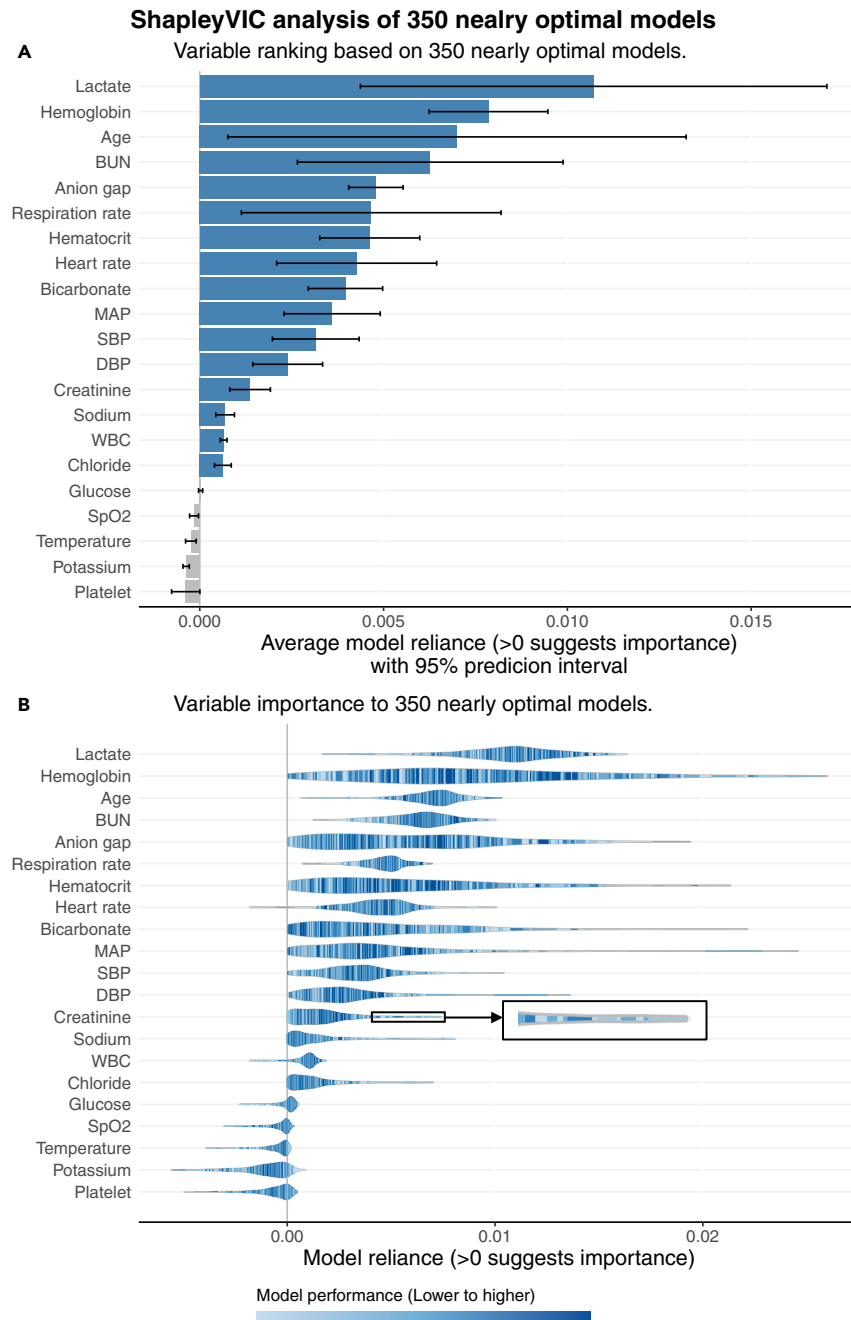 ShapleyVIC analysis of 350 nealry optimal models
A
Variable ranking based on 350 nearly optimal models.
Lactate
Hemoglobin
Age
BUN
Anion gap
Respiration rate
Hematocrit
Heart rate
Bicarbonate
MAP
SBP
DBP
Creatinine
Sodium
WBC
Chloride
Glucose
SpO2
Temperature
Potassium
Platelet
0.000 0.005 0.010 0.015
Average model reliance (>0 suggests importance)
with 95% predicion interval
B
Variable importance to 350 nearly optimal models.
Lactate
Hemoglobin
Age
BUN
Anion gap
Respiration rate
Hematocrit
Heart rate
Bicarbonate
MAP
SBP
DBP
Creatinine
Sodium
WBC
Chloride
Glucose
SpO2
Temperature
Potassium
Platelet
0.00 0.01 0.02
Model reliance (>0 suggests importance)
Model performance (Lower to higher)